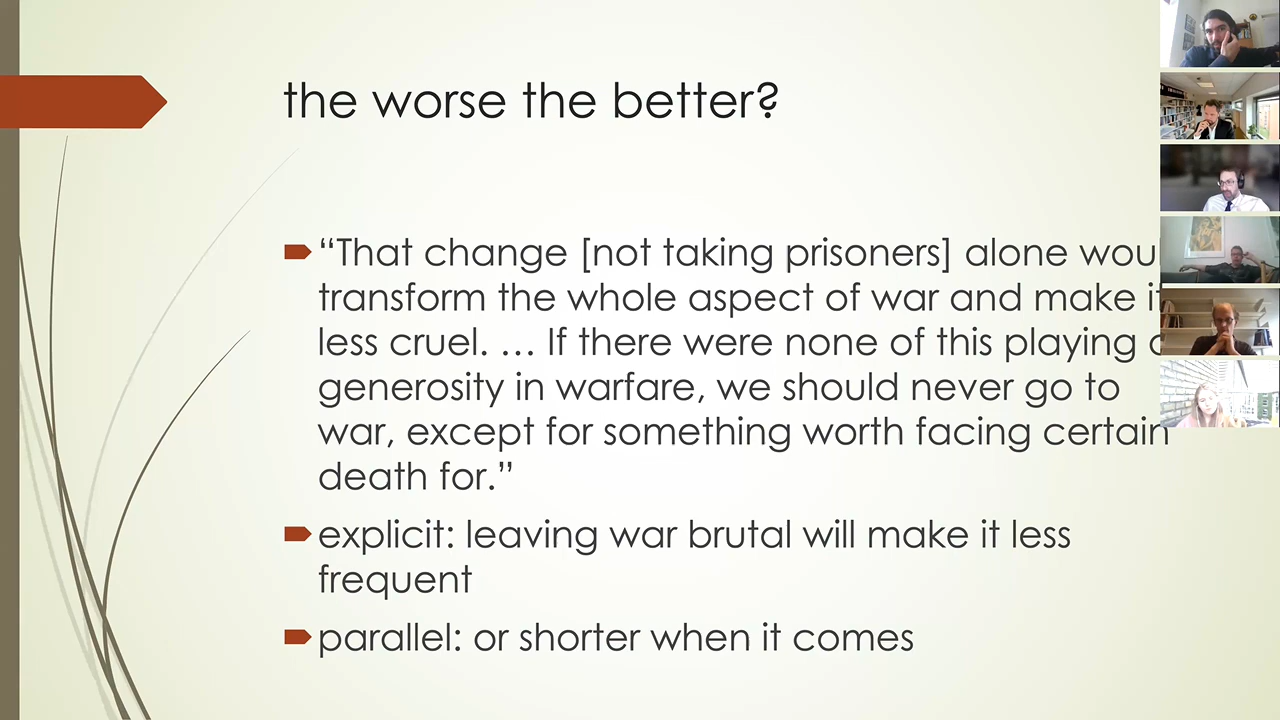 the worse the better?
“That change [not taking prisoners] alone
transform the whole aspect of war and make it
less cruel. … If there were none of this playing
generosity in warfare, we should never go to
war, except for something worth facing certain
death for.”
explicit: leaving war brutal will make it less
frequent
parallel: or shorter when it comes